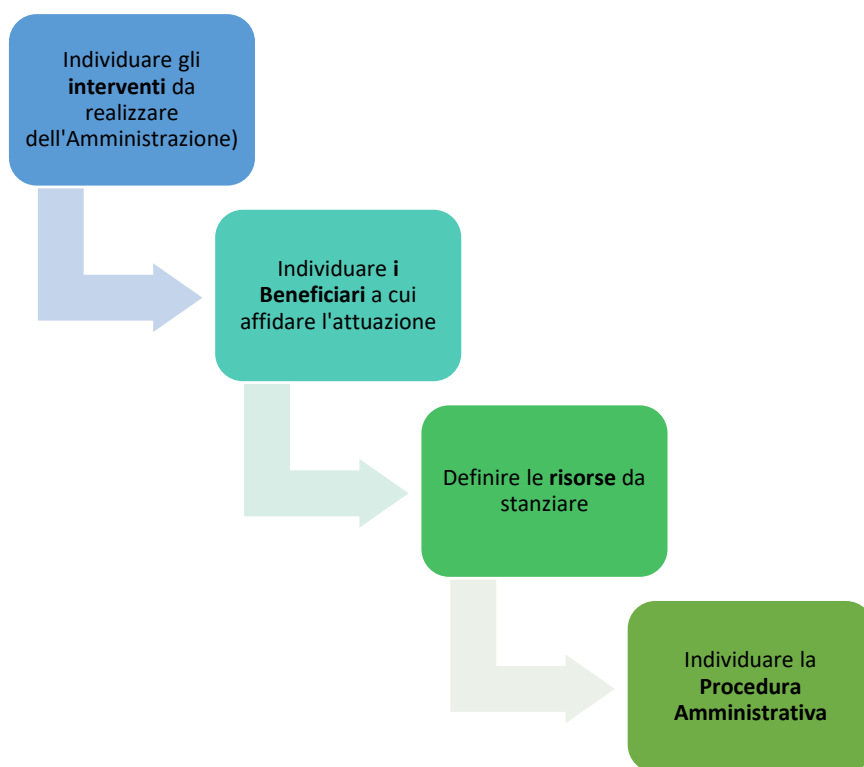 Individuare gli
interventi da
realizzare
dell'Amministrazione)
Individuare i
Beneficiari a cui
affidare l'attuazione
Definire le risorse da
stanziare
Individuare la
Procedura
Amministrativa